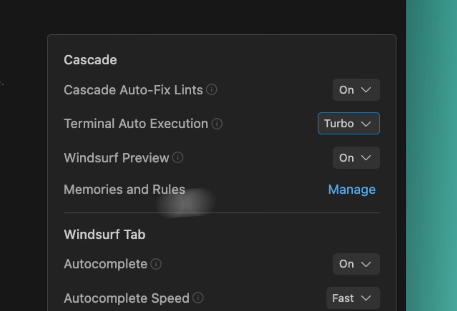 Cascade
Cascade Auto-Fix Lints On
Terminal Auto Execution Turbo
Windsurf Preview On
Memories and Rules Manage
Windsurf Tab
Autocomplete On
Autocomplete Speed Fast